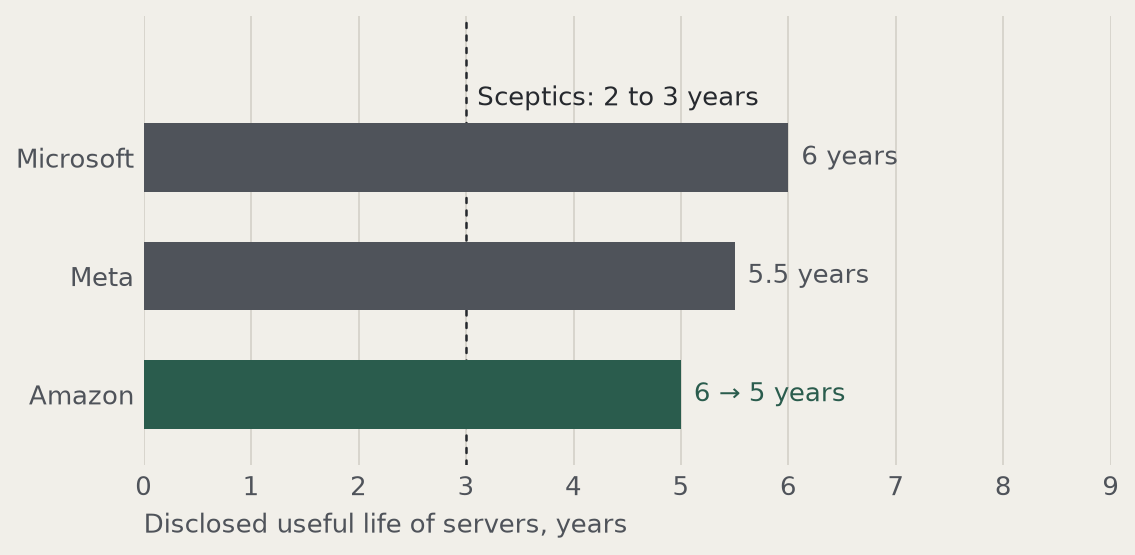 Sceptics: 2 to 3 years
Microsoft 6 years
Meta 5.5 years
Amazon 6 → 5 years
0 1 2 3 4 5 6 7 8 9
Disclosed useful life of servers, years